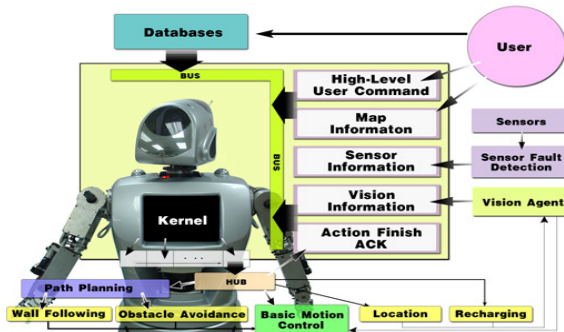 Databases
User
BUS
High-Level
User Command
Map
Informaton
Sensors
BUS
Sensor
Information
Sensor Fault
Detection
Vision
Information
Vision Agent
Kernel
Action Finish
ACK
Path Planning
HUB
Wall Following
Obstacle Avoidance
Basic Motion
Control
Location
Recharging